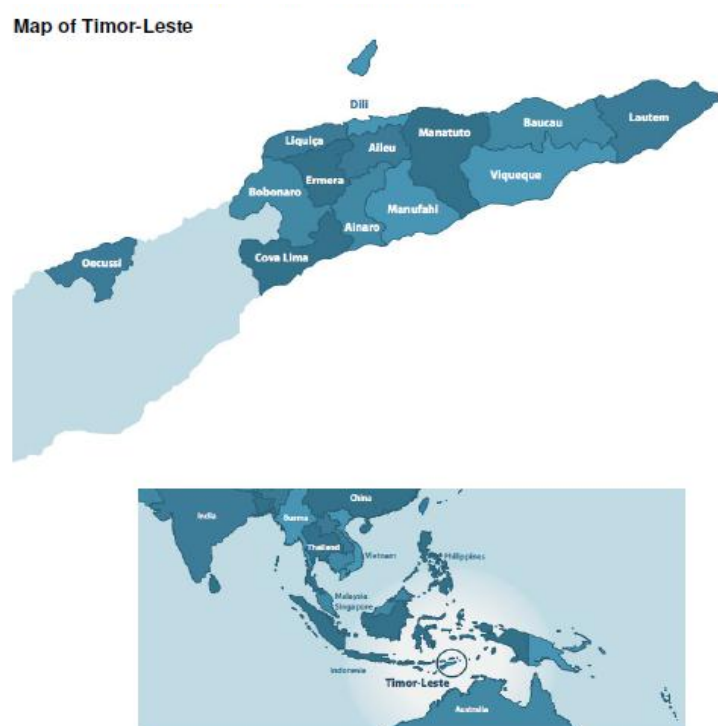 Map of Timor-Leste
Dili
Liquiça
Aileu
Manatuto
Baucau
Lautem
Ermera
Bobonaro
Viqueque
Manufahi
Ainaro
Oecussi
Cova Lima
China
India
Burma
Thailand
Vietnam
Philippines
Malaysia
Singapore
Indonesia
Timor-Leste
Australia